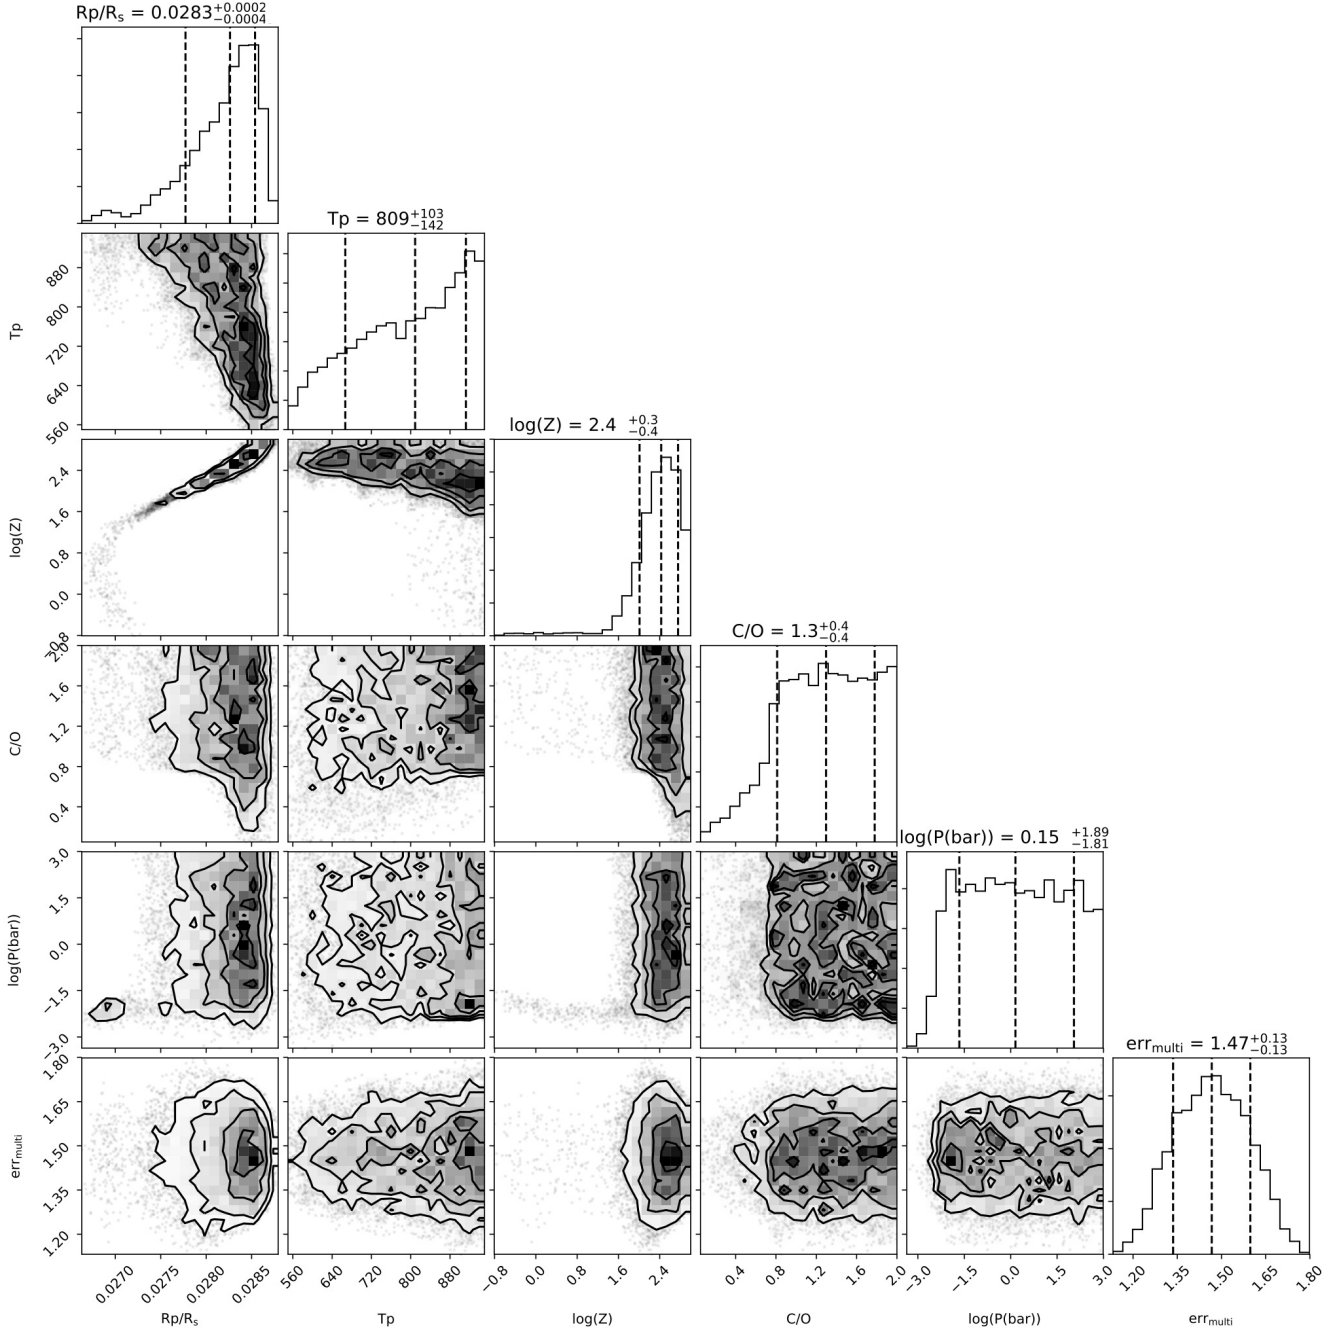 Rp/Rs = 0.0283+0.0002 −0.0004
Tp = 809+103 −142
880
800
720
640
560
Tp
log(Z) = 2.4 +0.3 −0.4
2.4
1.6
0.8
0.0
−0.8
log(Z)
C/O = 1.3+0.4 −0.4
2.0
1.6
1.2
0.8
0.4
C/O
log(P(bar)) = 0.15 +1.89 −1.81
3.0
1.5
0.0
−1.5
−3.0
log(P(bar))
errmulti = 1.47+0.13 −0.13
1.80
1.65
1.50
1.35
1.20
errmulti
0.0270 0.0275 0.0280 0.0285
560 640 720 800 880
−0.8 0.0 0.8 1.6 2.4
0.4 0.8 1.2 1.6 2.0
−3.0 −1.5 0.0 1.5 3.0
1.20 1.35 1.50 1.65 1.80
Rp/Rs Tp log(Z) C/O log(P(bar)) errmulti